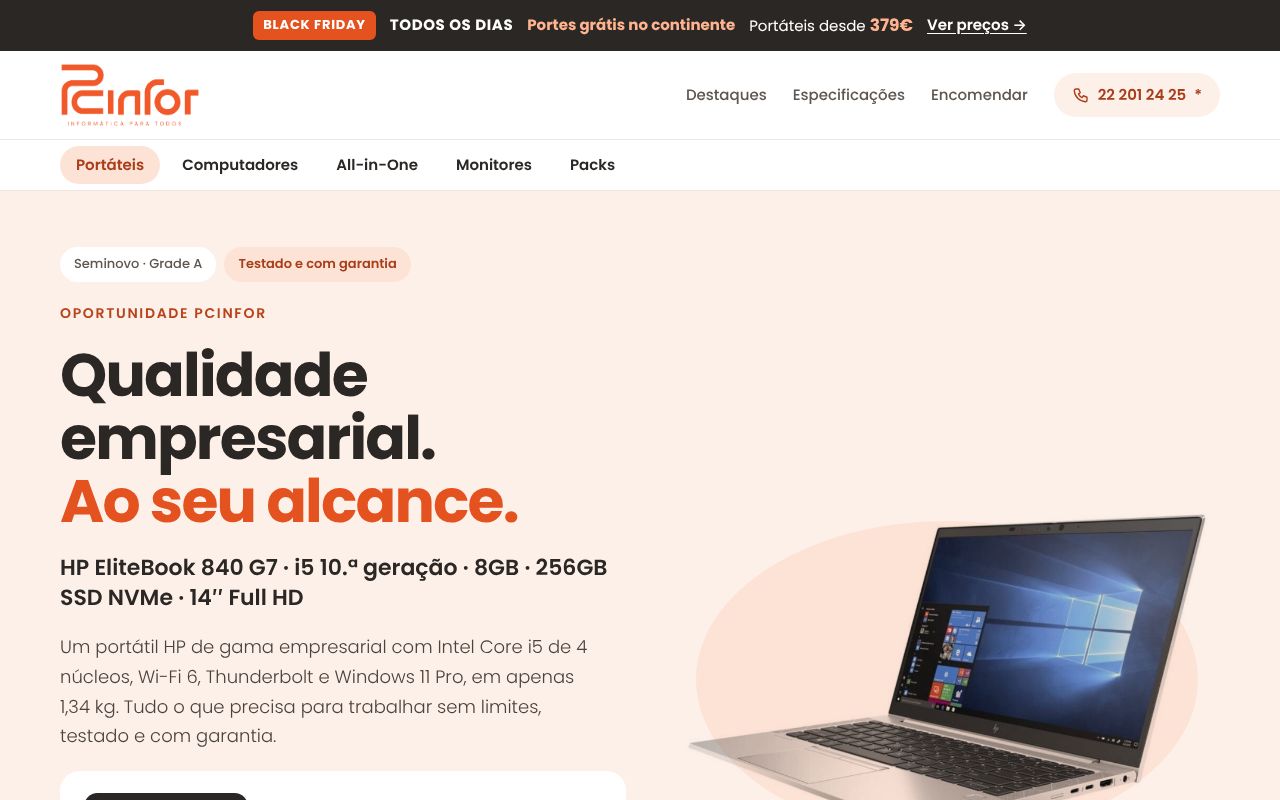 BLACK FRIDAY TODOS OS DIAS Portes grátis no continente Portáteis desde 379€ Ver preços →
PCinfor
INFORMÁTICA PARA TODOS
Destaques Especificações Encomendar 22 201 24 25 *
Portáteis Computadores All-in-One Monitores Packs
Seminovo · Grade A Testado e com garantia
OPORTUNIDADE PCINFOR
Qualidade
empresarial.
Ao seu alcance.
HP EliteBook 840 G7 · i5 10.ª geração · 8GB · 256GB
SSD NVMe · 14″ Full HD
Um portátil HP de gama empresarial com Intel Core i5 de 4
núcleos, Wi-Fi 6, Thunderbolt e Windows 11 Pro, em apenas
1,34 kg. Tudo o que precisa para trabalhar sem limites,
testado e com garantia.